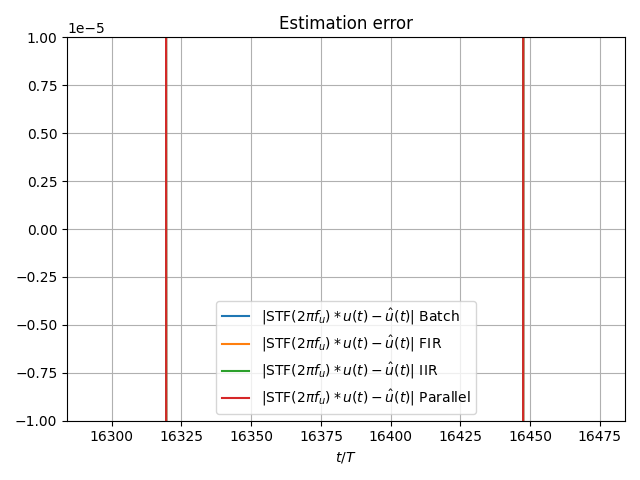 Estimation error
1e−5
1.00
0.75
0.50
0.25
0.00
−0.25
−0.50
−0.75
−1.00
|STF(2πf_u) * u(t) − û(t)| Batch
|STF(2πf_u) * u(t) − û(t)| FIR
|STF(2πf_u) * u(t) − û(t)| IIR
|STF(2πf_u) * u(t) − û(t)| Parallel
16300 16325 16350 16375 16400 16425 16450 16475
t/T